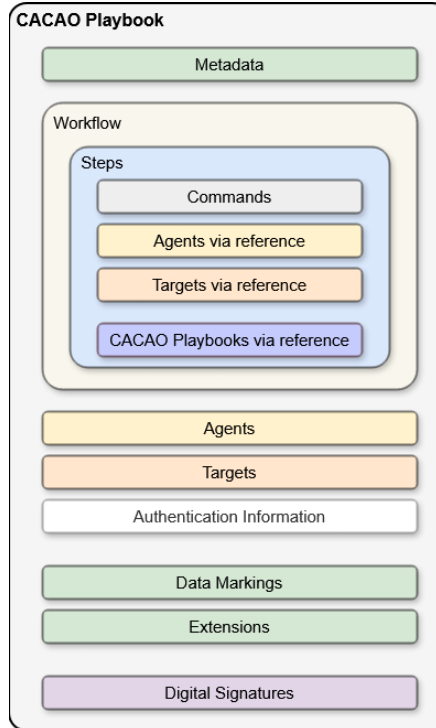 CACAO Playbook
Metadata
Workflow
Steps
Commands
Agents via reference
Targets via reference
CACAO Playbooks via reference
Agents
Targets
Authentication Information
Data Markings
Extensions
Digital Signatures